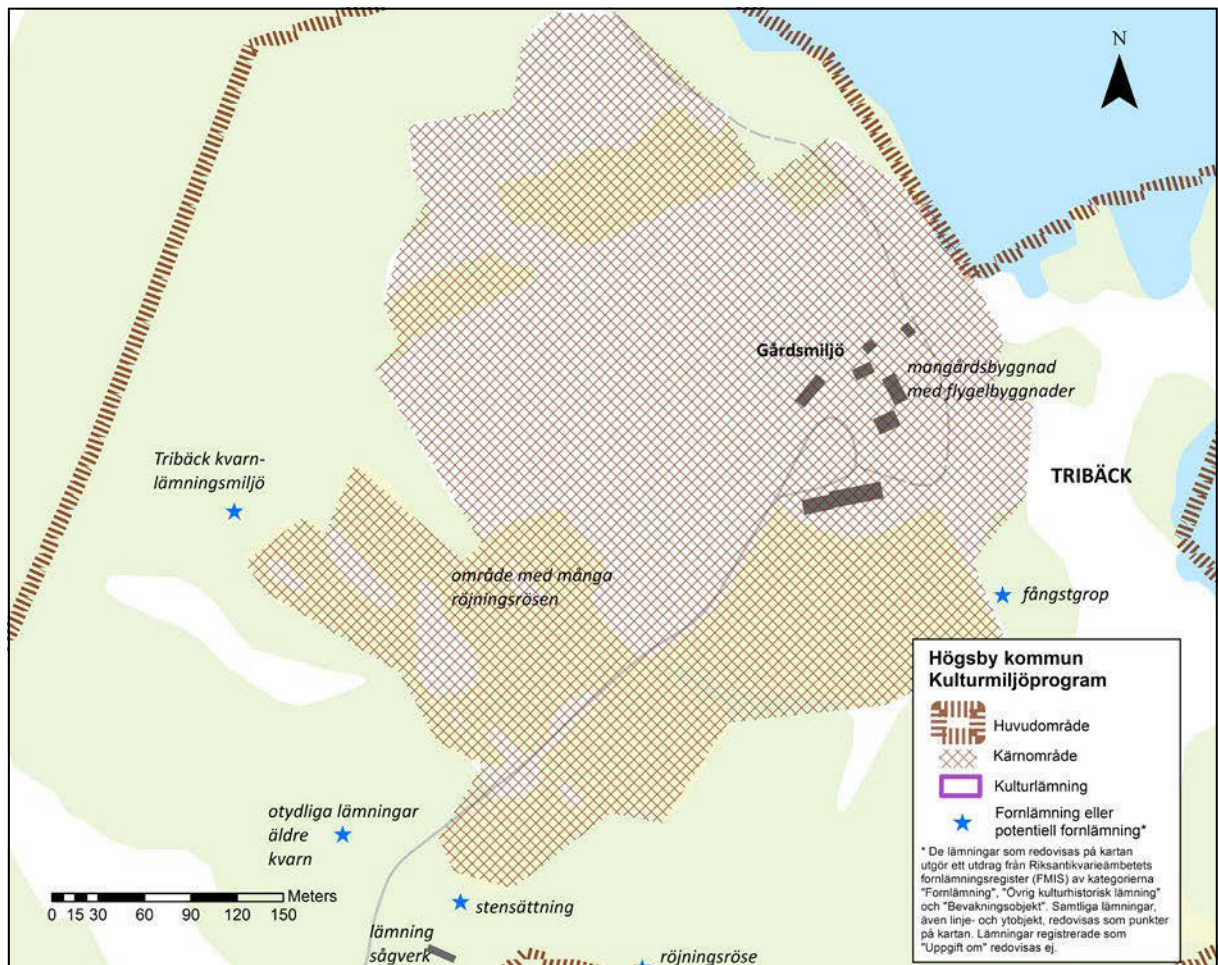 N
Gårdsmiljö
mangårdsbyggnad
med flygelbyggnader
Tribäck kvarn-
lämningsmiljö
TRIBÄCK
område med många
röjningsrösen
fångstgrop
otydliga lämningar
äldre
kvarn
Meters
0 15 30 60 90 120 150
stensättning
lämning
sågverk
röjningsröse
Högsby kommun
Kulturmiljöprogram
Huvudområde
Kärnområde
Kulturlämning
Fornlämning eller
potentiell fornlämning*
* De lämningar som redovisas på kartan
utgör ett utdrag från Riksantikvarieämbetets
fornlämningsregister (FMIS) av kategorierna
"Fornlämning", "Övrig kulturhistorisk lämning"
och "Bevakningsobjekt". Samtliga lämningar,
även linje- och ytobjekt, redovisas som punkter
på kartan. Lämningar registrerade som
"Uppgift om" redovisas ej.